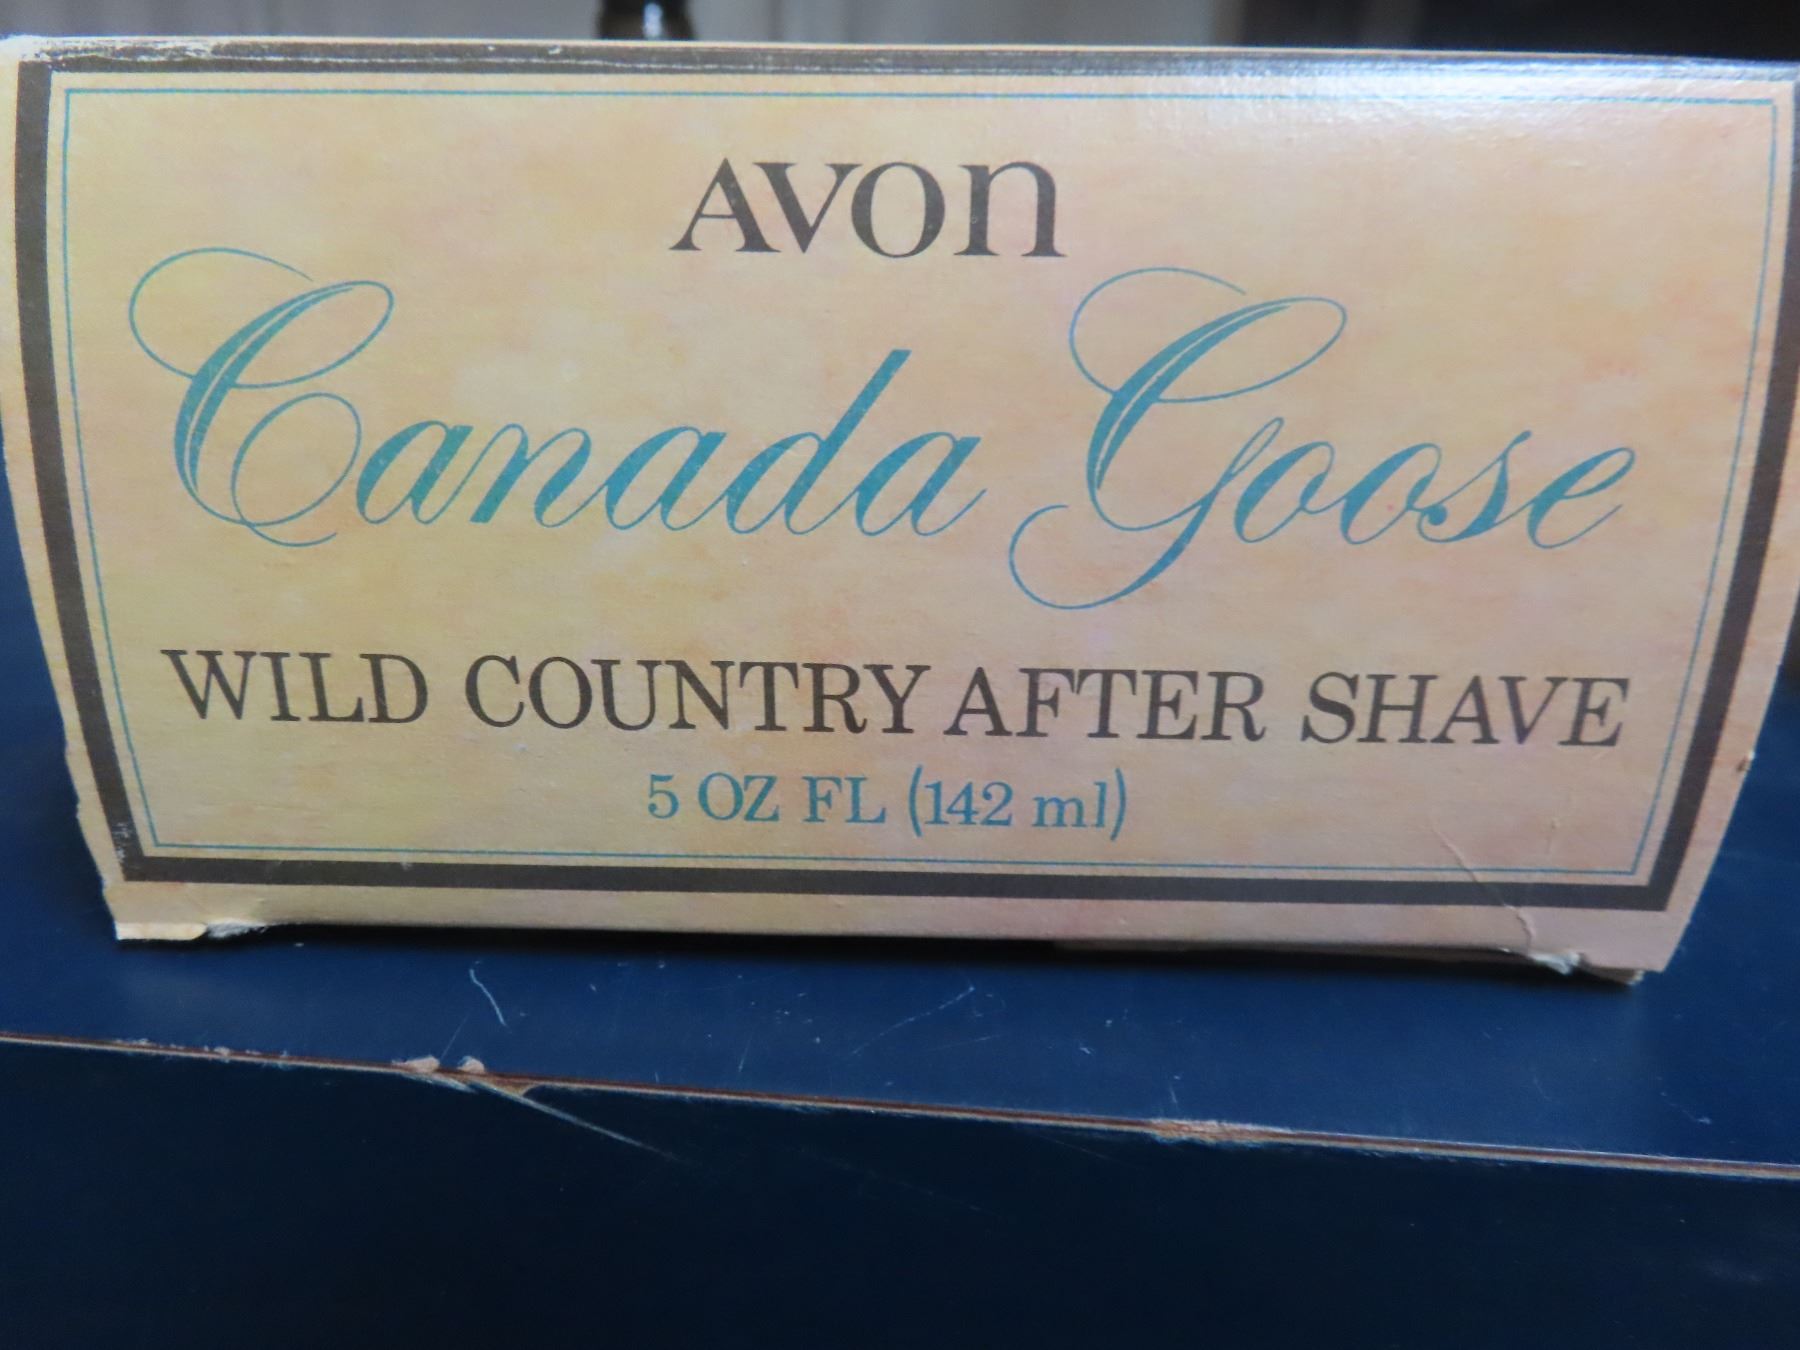 AVON
Canada Goose
WILD COUNTRY AFTER SHAVE
5 OZ FL (142 ml)